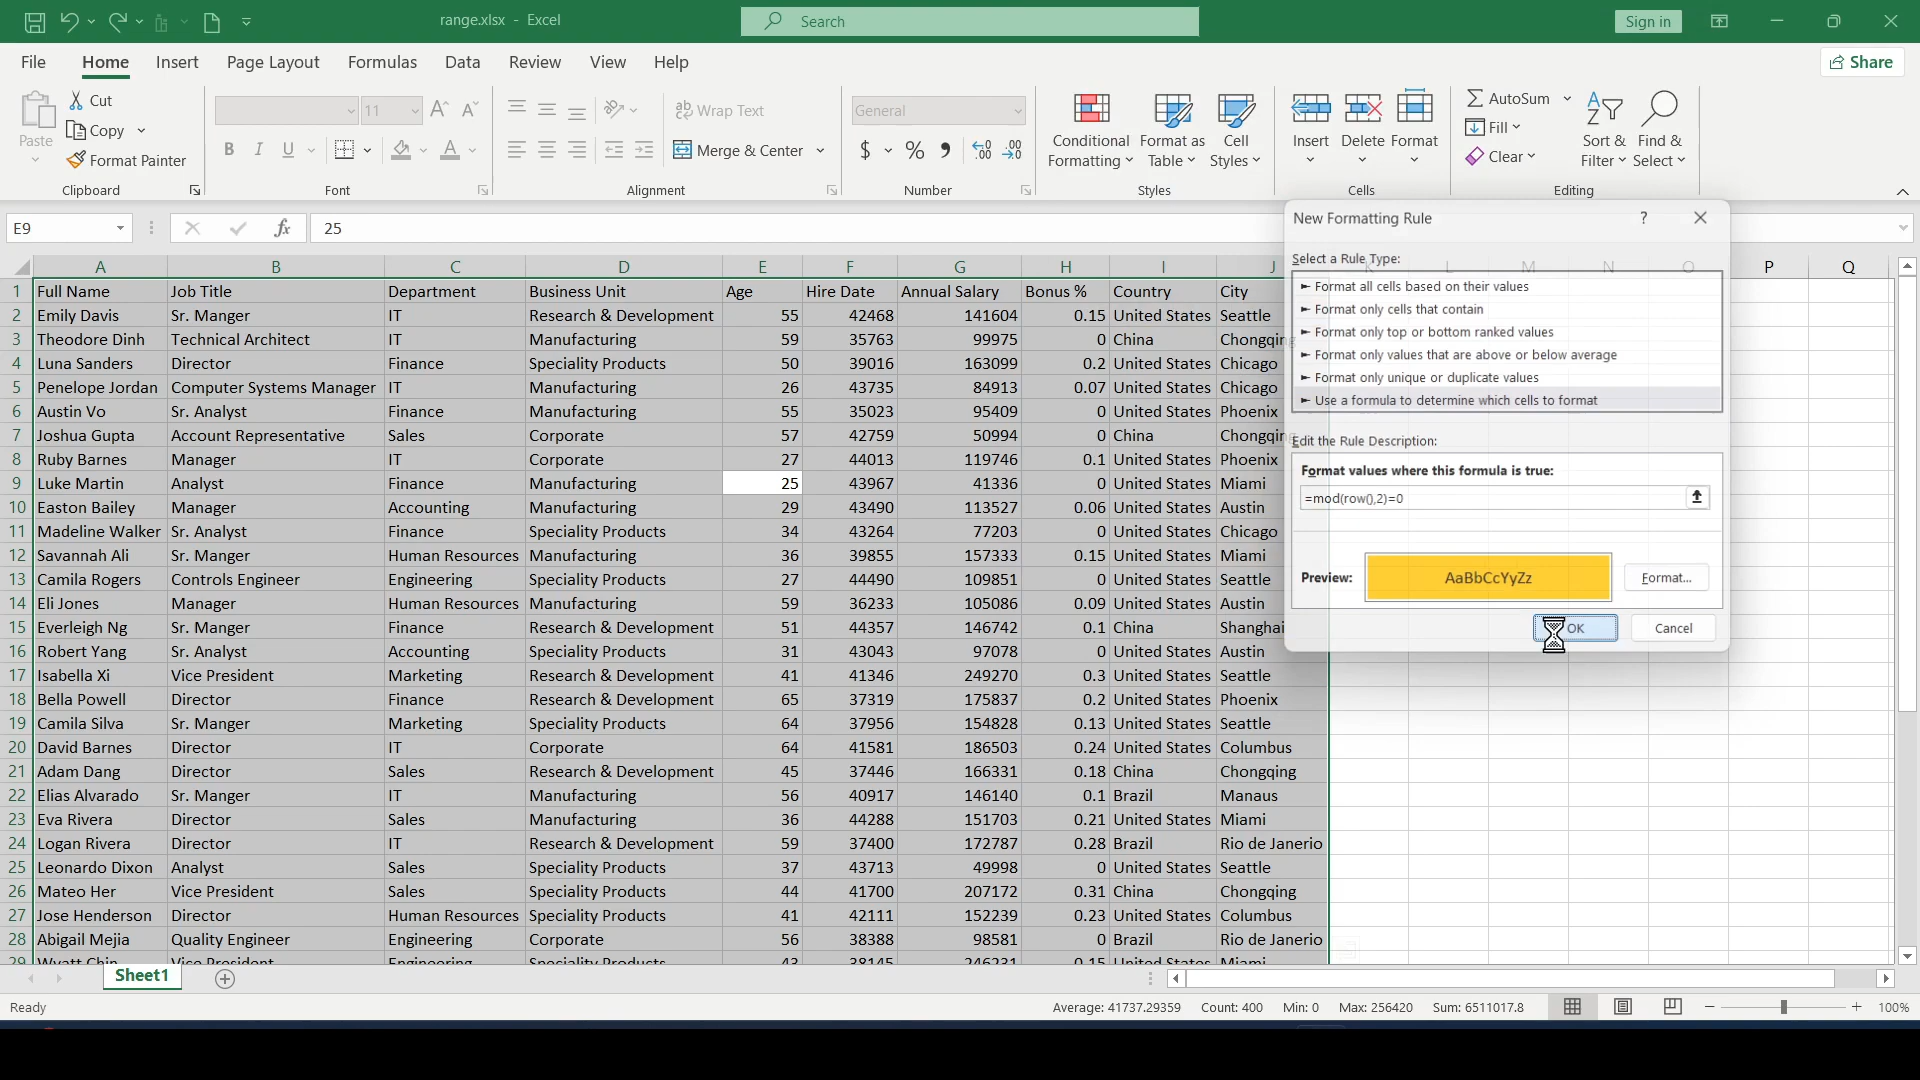 range.xlsx - Excel
Search
Sign in
File Home Insert Page Layout Formulas Data Review View Help
Share
Paste
Cut
Copy
Format Painter
Clipboard
11
Font
Wrap Text
Merge & Center
Alignment
General
Number
Conditional Formatting
Format as Table
Cell Styles
Styles
Insert
Delete
Format
Cells
AutoSum
Fill
Clear
Sort & Filter
Find & Select
Editing
E9
fx
25
A B C D E F G H I J K L M N O P Q
1 Full Name Job Title Department Business Unit Age Hire Date Annual Salary Bonus % Country City
2 Emily Davis Sr. Manger IT Research & Development 55 42468 141604 0.15 United States Seattle
3 Theodore Dinh Technical Architect IT Manufacturing 59 35763 99975 0 China Chongqing
4 Luna Sanders Director Finance Speciality Products 50 39016 163099 0.2 United States Chicago
5 Penelope Jordan Computer Systems Manager IT Manufacturing 26 43735 84913 0.07 United States Chicago
6 Austin Vo Sr. Analyst Finance Manufacturing 55 35023 95409 0 United States Phoenix
7 Joshua Gupta Account Representative Sales Corporate 57 42759 50994 0 China Chongqing
8 Ruby Barnes Manager IT Corporate 27 44013 119746 0.1 United States Phoenix
9 Luke Martin Analyst Finance Manufacturing 25 43967 41336 0 United States Miami
10 Easton Bailey Manager Accounting Manufacturing 29 43490 113527 0.06 United States Austin
11 Madeline Walker Sr. Analyst Finance Speciality Products 34 43264 77203 0 United States Chicago
12 Savannah Ali Sr. Manger Human Resources Manufacturing 36 39855 157333 0.15 United States Miami
13 Camila Rogers Controls Engineer Engineering Speciality Products 27 44490 109851 0 United States Seattle
14 Eli Jones Manager Human Resources Manufacturing 59 36233 105086 0.09 United States Austin
15 Everleigh Ng Sr. Manger Finance Research & Development 51 44357 146742 0.1 China Shanghai
16 Robert Yang Sr. Analyst Accounting Speciality Products 31 43043 97078 0 United States Austin
17 Isabella Xi Vice President Marketing Research & Development 41 41346 249270 0.3 United States Seattle
18 Bella Powell Director Finance Research & Development 65 37319 175837 0.2 United States Phoenix
19 Camila Silva Sr. Manger Marketing Speciality Products 64 37956 154828 0.13 United States Seattle
20 David Barnes Director IT Corporate 64 41581 186503 0.24 United States Columbus
21 Adam Dang Director Sales Research & Development 45 37446 166331 0.18 China Chongqing
22 Elias Alvarado Sr. Manger IT Manufacturing 56 40917 146140 0.1 Brazil Manaus
23 Eva Rivera Director Sales Manufacturing 36 44288 151703 0.21 United States Miami
24 Logan Rivera Director IT Research & Development 59 37400 172787 0.28 Brazil Rio de Janerio
25 Leonardo Dixon Analyst Sales Speciality Products 37 43713 49998 0 United States Seattle
26 Mateo Her Vice President Sales Speciality Products 44 41700 207172 0.31 China Chongqing
27 Jose Henderson Director Human Resources Speciality Products 41 42111 152239 0.23 United States Columbus
28 Abigail Mejia Quality Engineer Engineering Corporate 56 38388 98581 0 Brazil Rio de Janerio
29 Wyatt Chin Vice President Engineering Speciality Products 43 38145 246231 0.15 United States Miami
New Formatting Rule
?
Select a Rule Type:
► Format all cells based on their values
► Format only cells that contain
► Format only top or bottom ranked values
► Format only values that are above or below average
► Format only unique or duplicate values
► Use a formula to determine which cells to format
Edit the Rule Description:
Format values where this formula is true:
=mod(row(),2)=0
Preview:
AaBbCcYyZz
Format...
OK
Cancel
Sheet1
Ready
Average: 41737.29359 Count: 400 Min: 0 Max: 256420 Sum: 6511017.8
100%